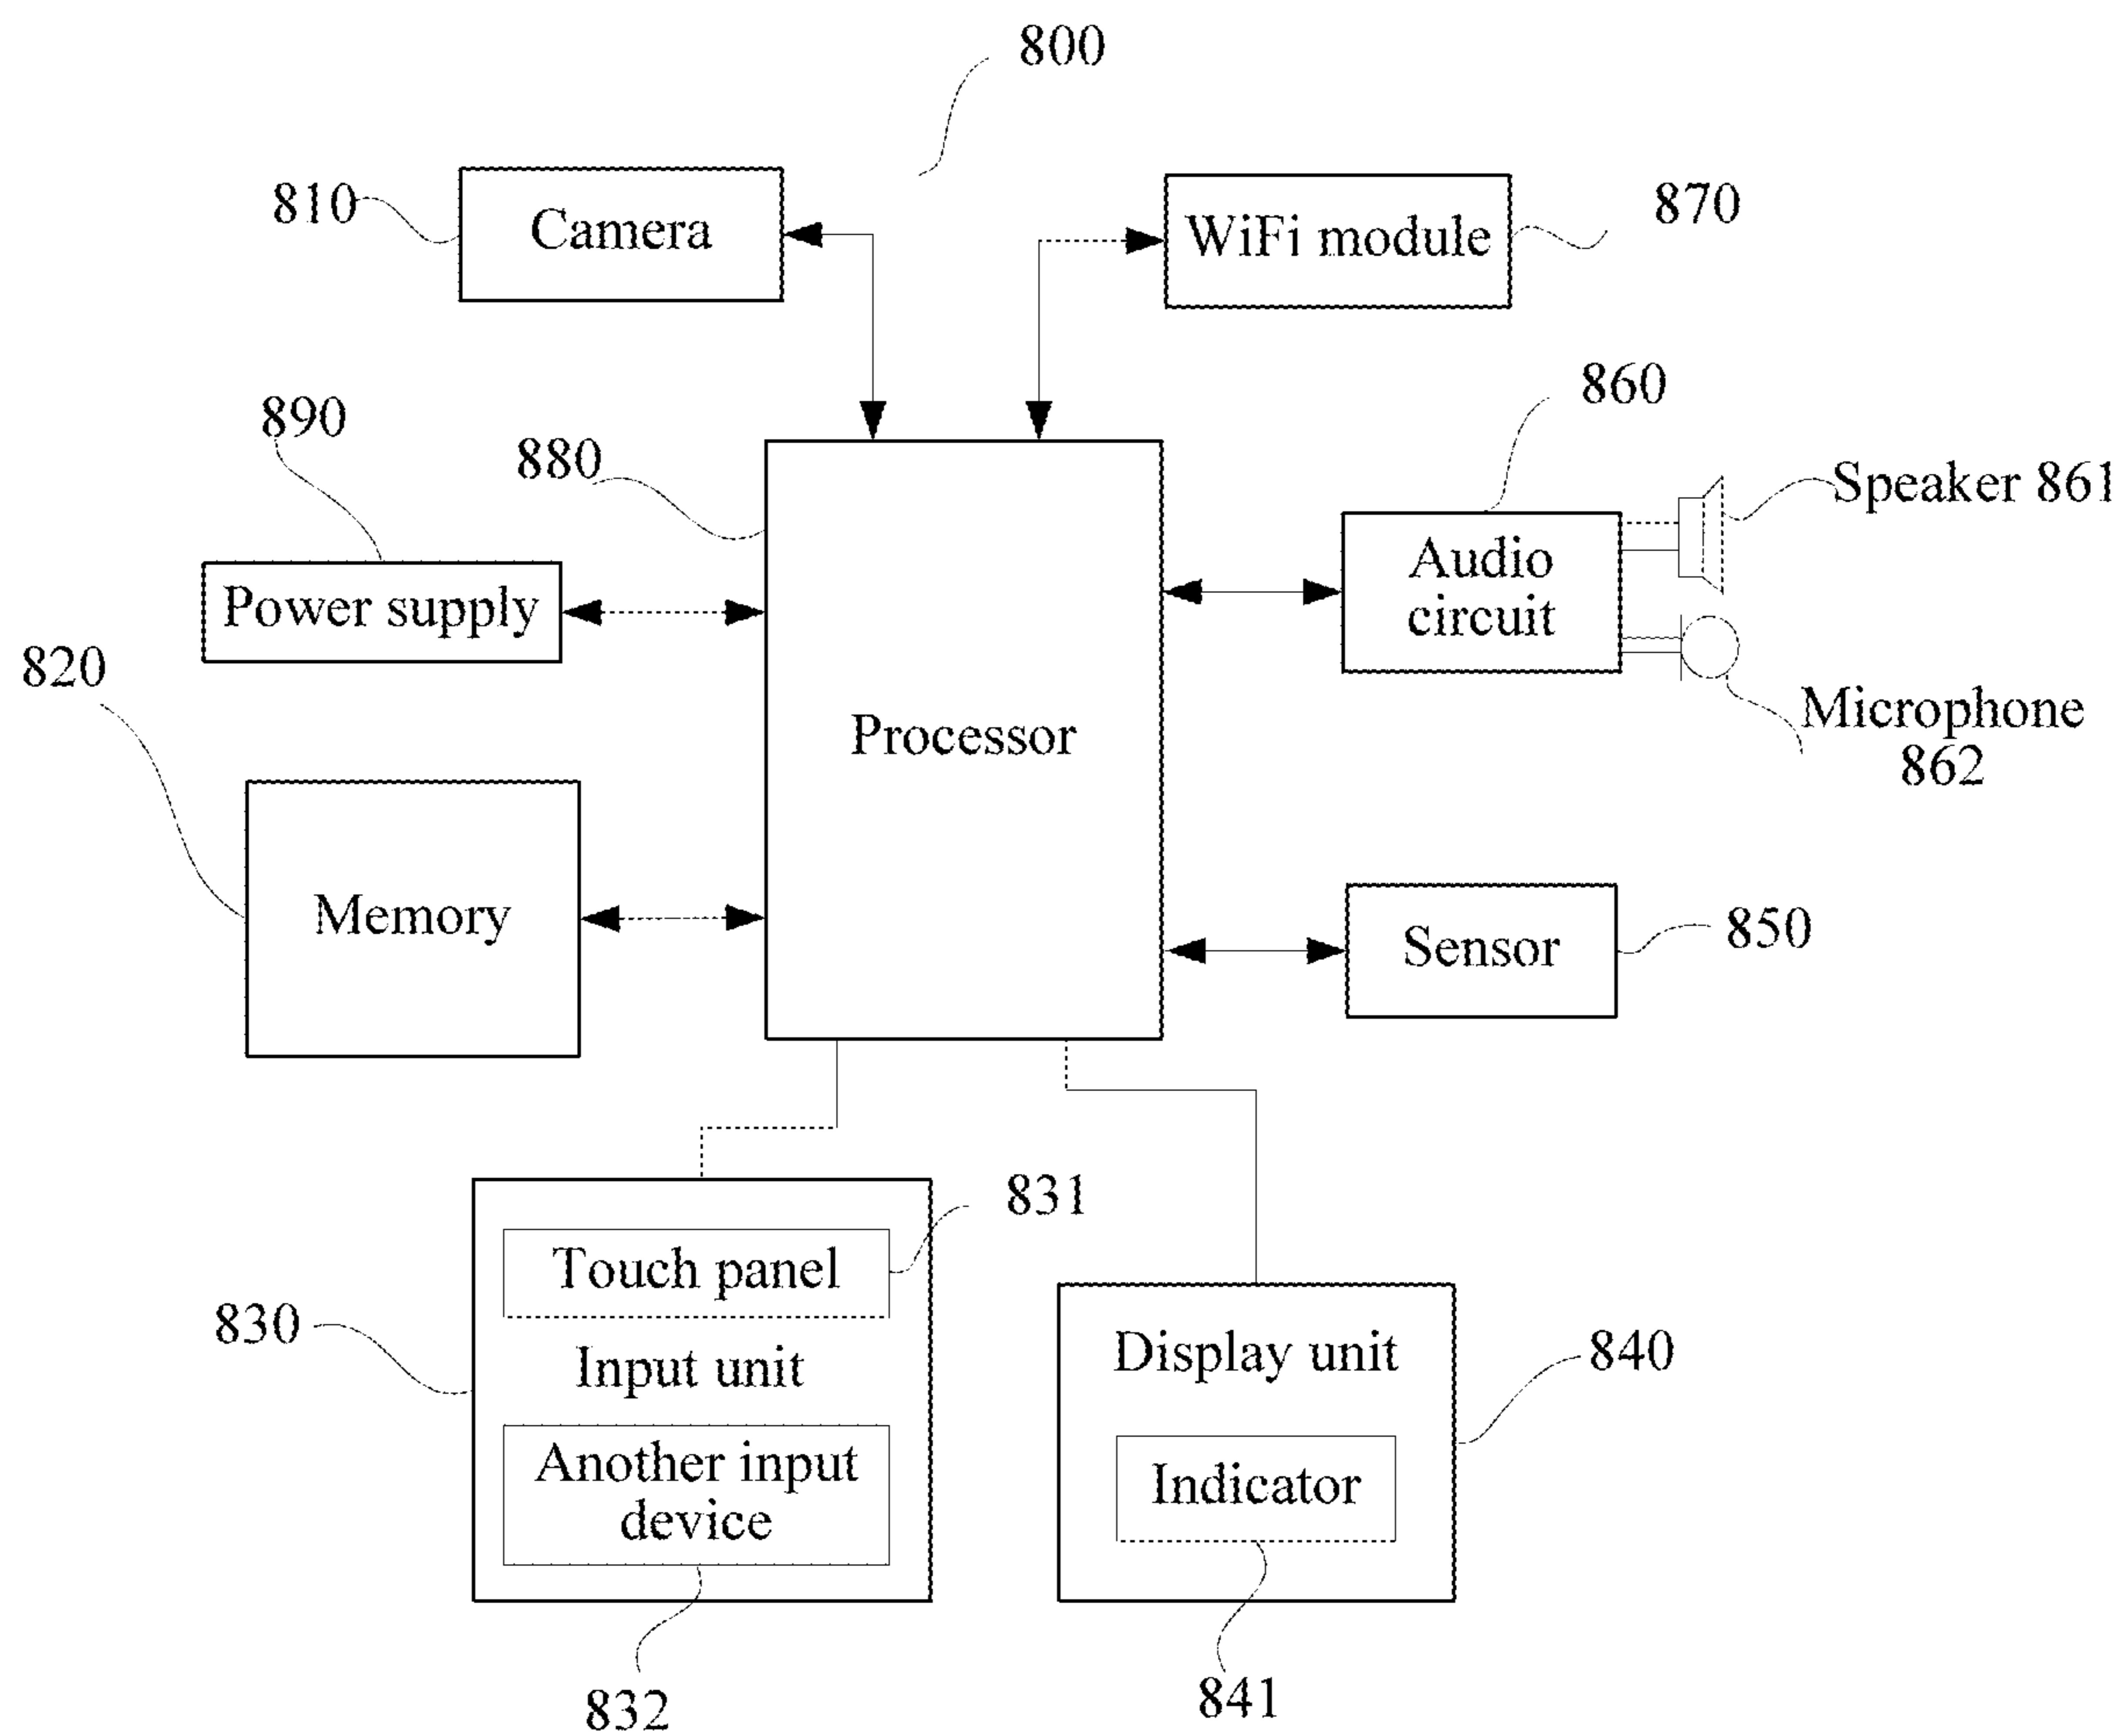 800
810
Camera
WiFi module
870
890
880
860
Speaker 861
Power supply
Audio
circuit
820
Processor
Microphone
862
Memory
Sensor
850
831
Touch panel
830
Input unit
Display unit
840
Another input
device
Indicator
832
841